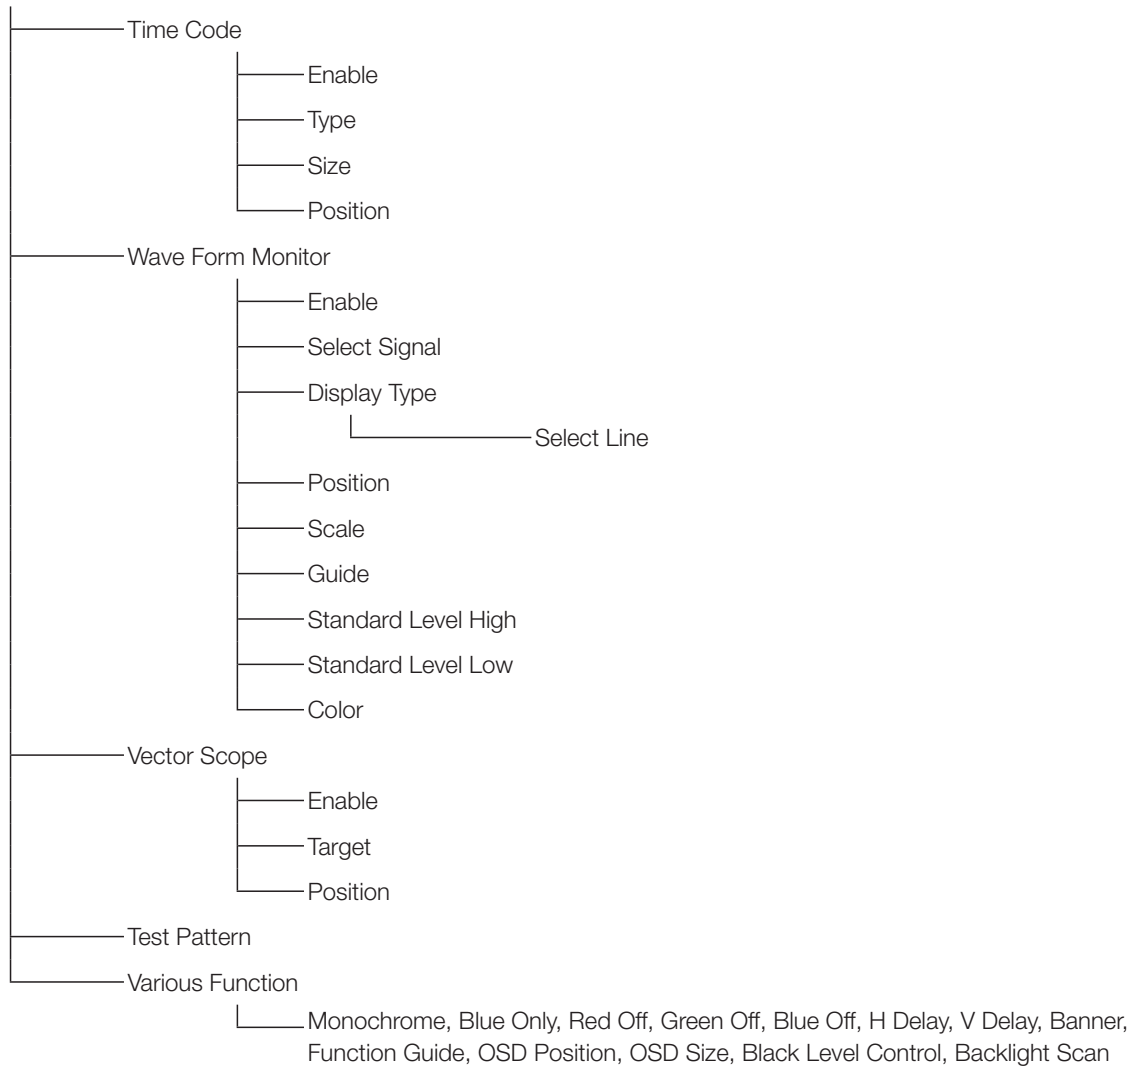 Time Code
Enable
Type
Size
Position
Wave Form Monitor
Enable
Select Signal
Display Type
Select Line
Position
Scale
Guide
Standard Level High
Standard Level Low
Color
Vector Scope
Enable
Target
Position
Test Pattern
Various Function
Monochrome, Blue Only, Red Off, Green Off, Blue Off, H Delay, V Delay, Banner,
Function Guide, OSD Position, OSD Size, Black Level Control, Backlight Scan